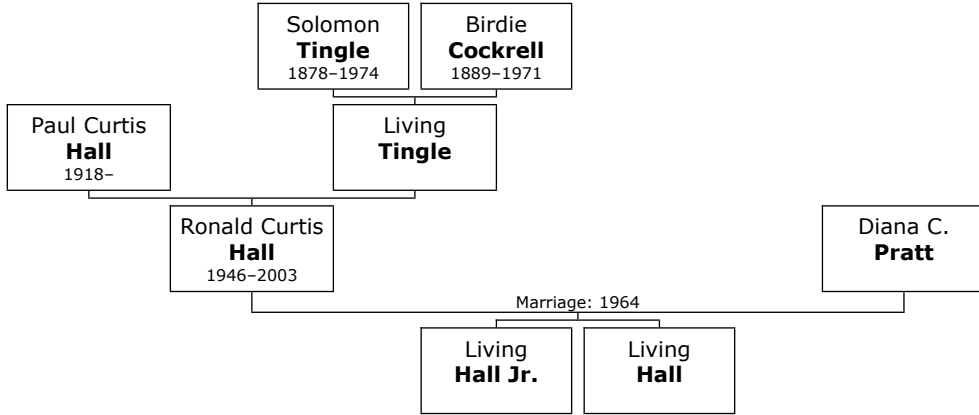 Solomon
Tingle
1878–1974
Birdie
Cockrell
1889–1971
Paul Curtis
Hall
1918–
Living
Tingle
Ronald Curtis
Hall
1946–2003
Diana C.
Pratt
Marriage: 1964
Living
Hall Jr.
Living
Hall